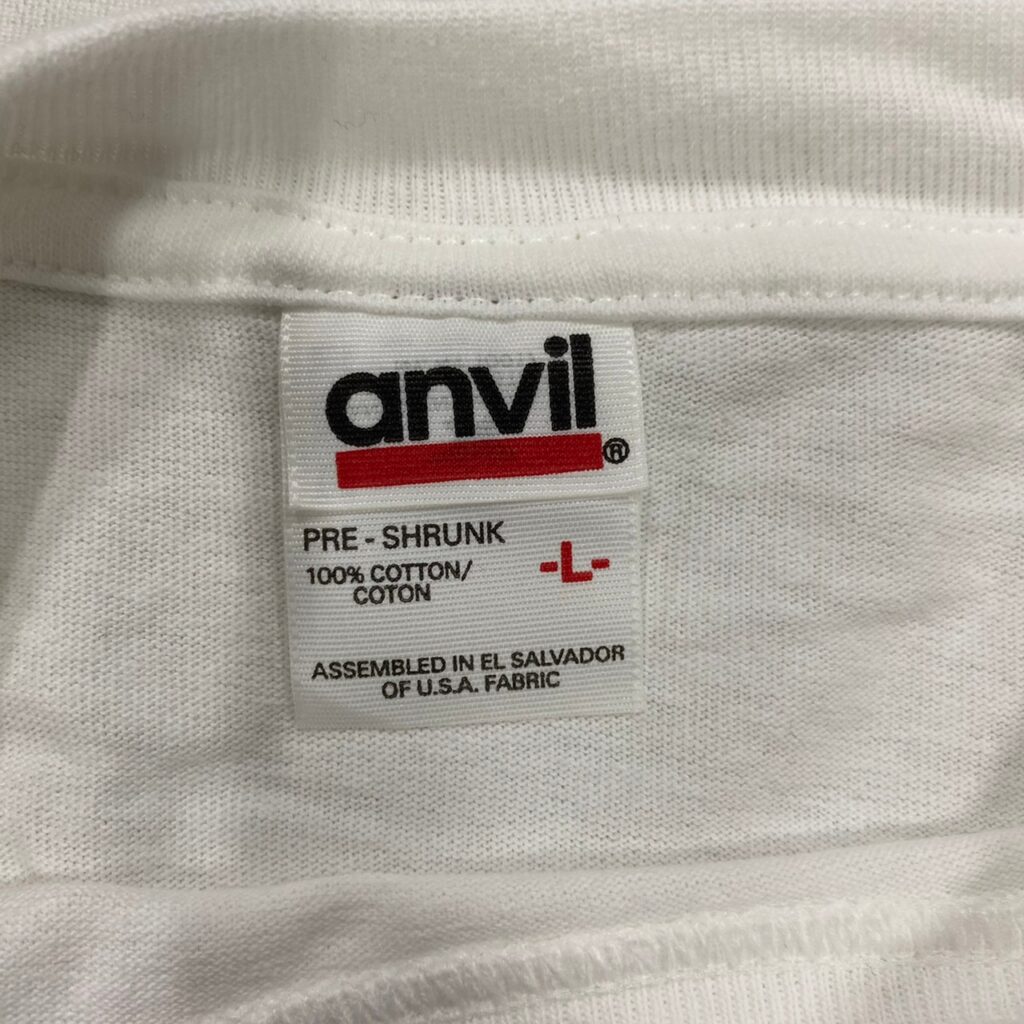 anvil®
PRE - SHRUNK
100% COTTON/
COTON
-L-
ASSEMBLED IN EL SALVADOR
OF U.S.A. FABRIC